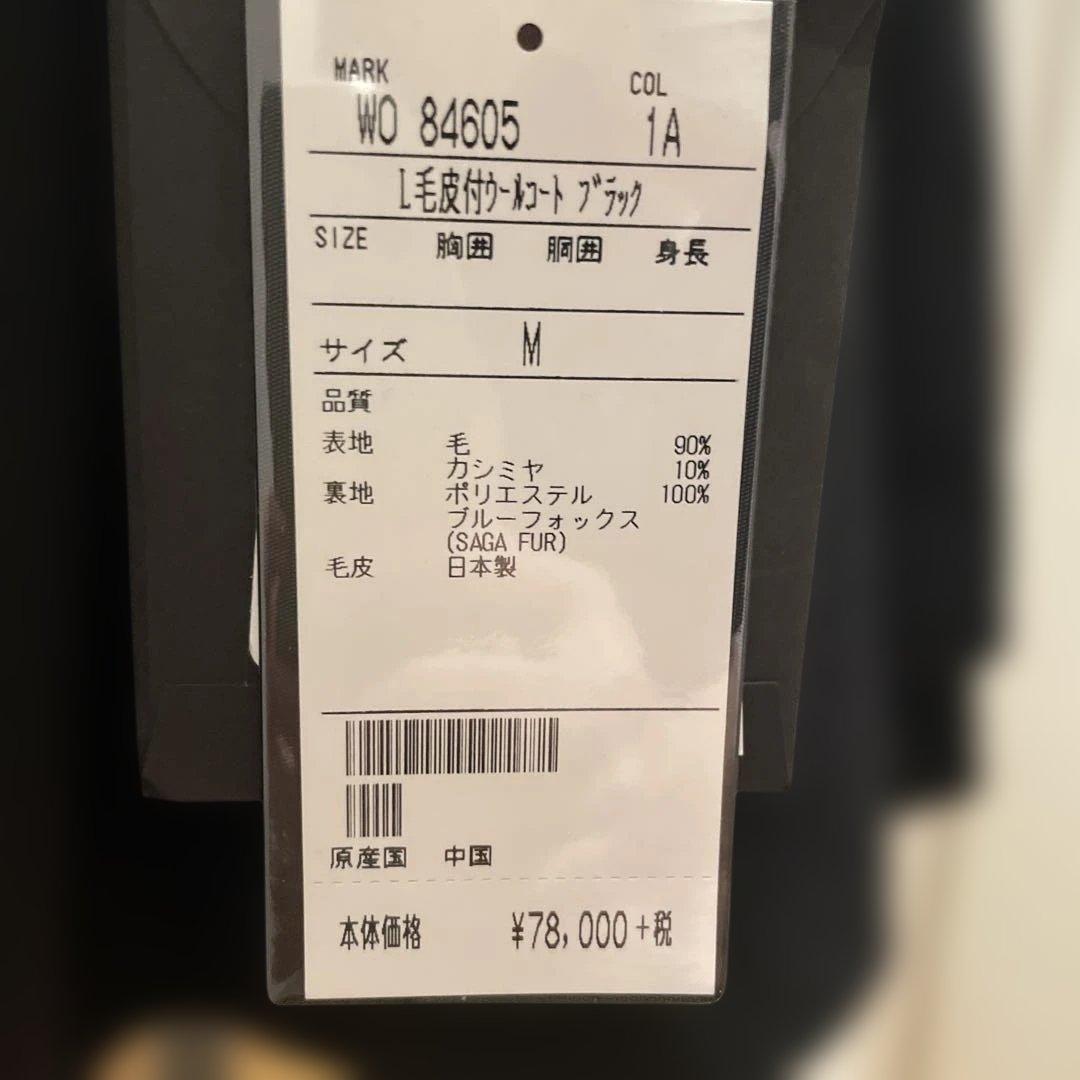 MARK COL
WO 84605 1A
L毛皮付ウールコート ブラック
SIZE 胸囲 胴囲 身長
サイズ M
品質
表地 毛 90%
カシミヤ 10%
裏地 ポリエステル 100%
ブルーフォックス
(SAGA FUR)
毛皮 日本製
原産国 中国
本体価格 ¥78,000+税